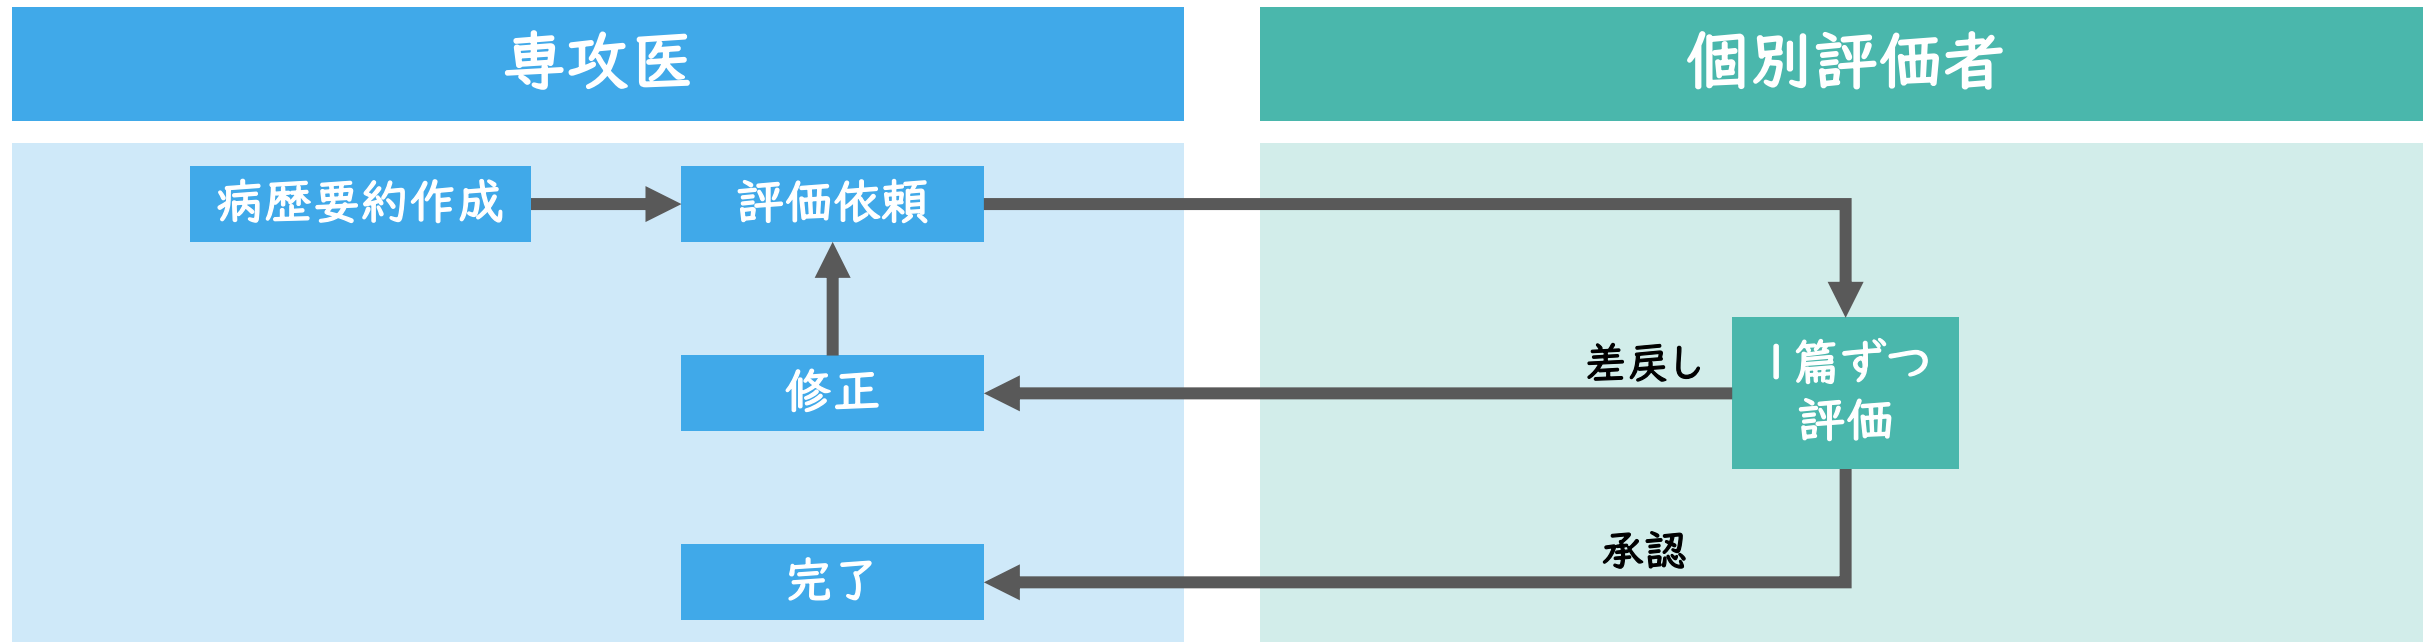 専攻医
個別評価者
病歴要約作成
評価依頼
修正
差戻し
1篇ずつ
評価
承認
完了